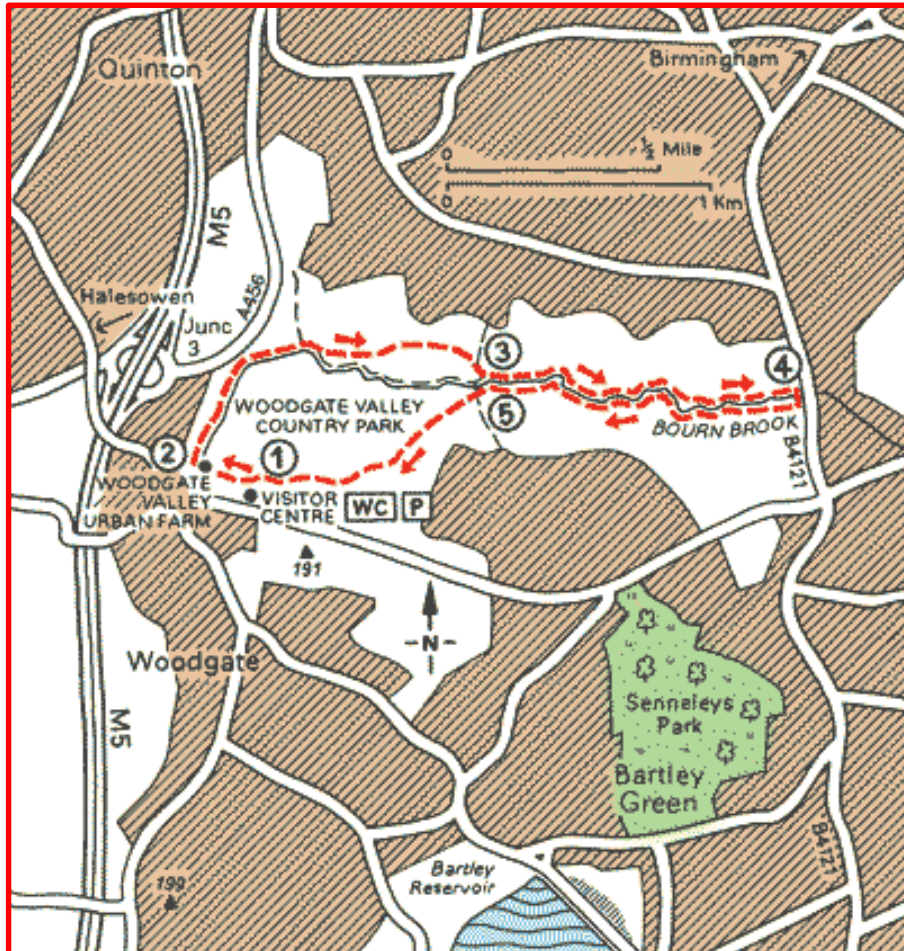 Quinton
Birmingham
0 ½ Mile
0 1 Km
M5
A456
Halesowen
Junc
3
3
4
WOODGATE VALLEY
COUNTRY PARK
5
BOURN BROOK
B4121
2
1
WOODGATE
VALLEY
URBAN FARM
VISITOR
CENTRE
WC P
191
-N-
Woodgate
M5
Senneleys
Park
Bartley
Green
B4121
Bartley
Reservoir